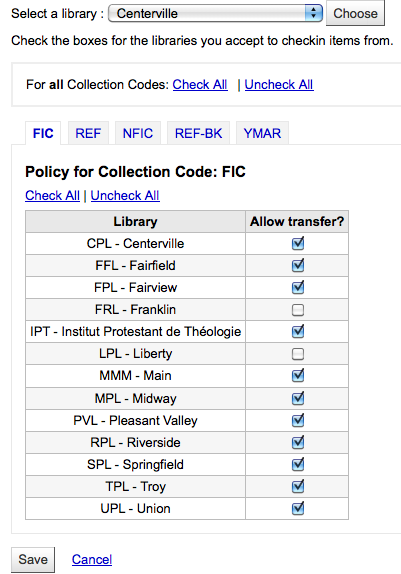 Select a library : Centerville Choose
Check the boxes for the libraries you accept to checkin items from.
For all Collection Codes: Check All | Uncheck All
FIC REF NFIC REF-BK YMAR
Policy for Collection Code: FIC
Check All | Uncheck All
Library Allow transfer?
CPL - Centerville
FFL - Fairfield
FPL - Fairview
FRL - Franklin
IPT - Institut Protestant de Théologie
LPL - Liberty
MMM - Main
MPL - Midway
PVL - Pleasant Valley
RPL - Riverside
SPL - Springfield
TPL - Troy
UPL - Union
Save Cancel